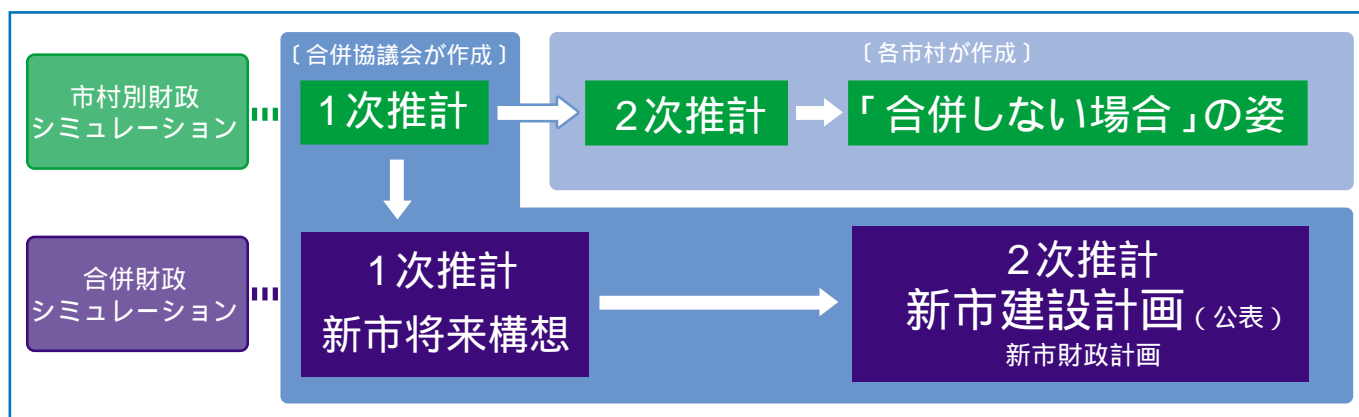 〔合併協議会が作成〕
〔各市村が作成〕
市村別財政
シミュレーション
1次推計
2次推計
「合併しない場合」の姿
合併財政
シミュレーション
1次推計
新市将来構想
2次推計
新市建設計画(公表)
新市財政計画